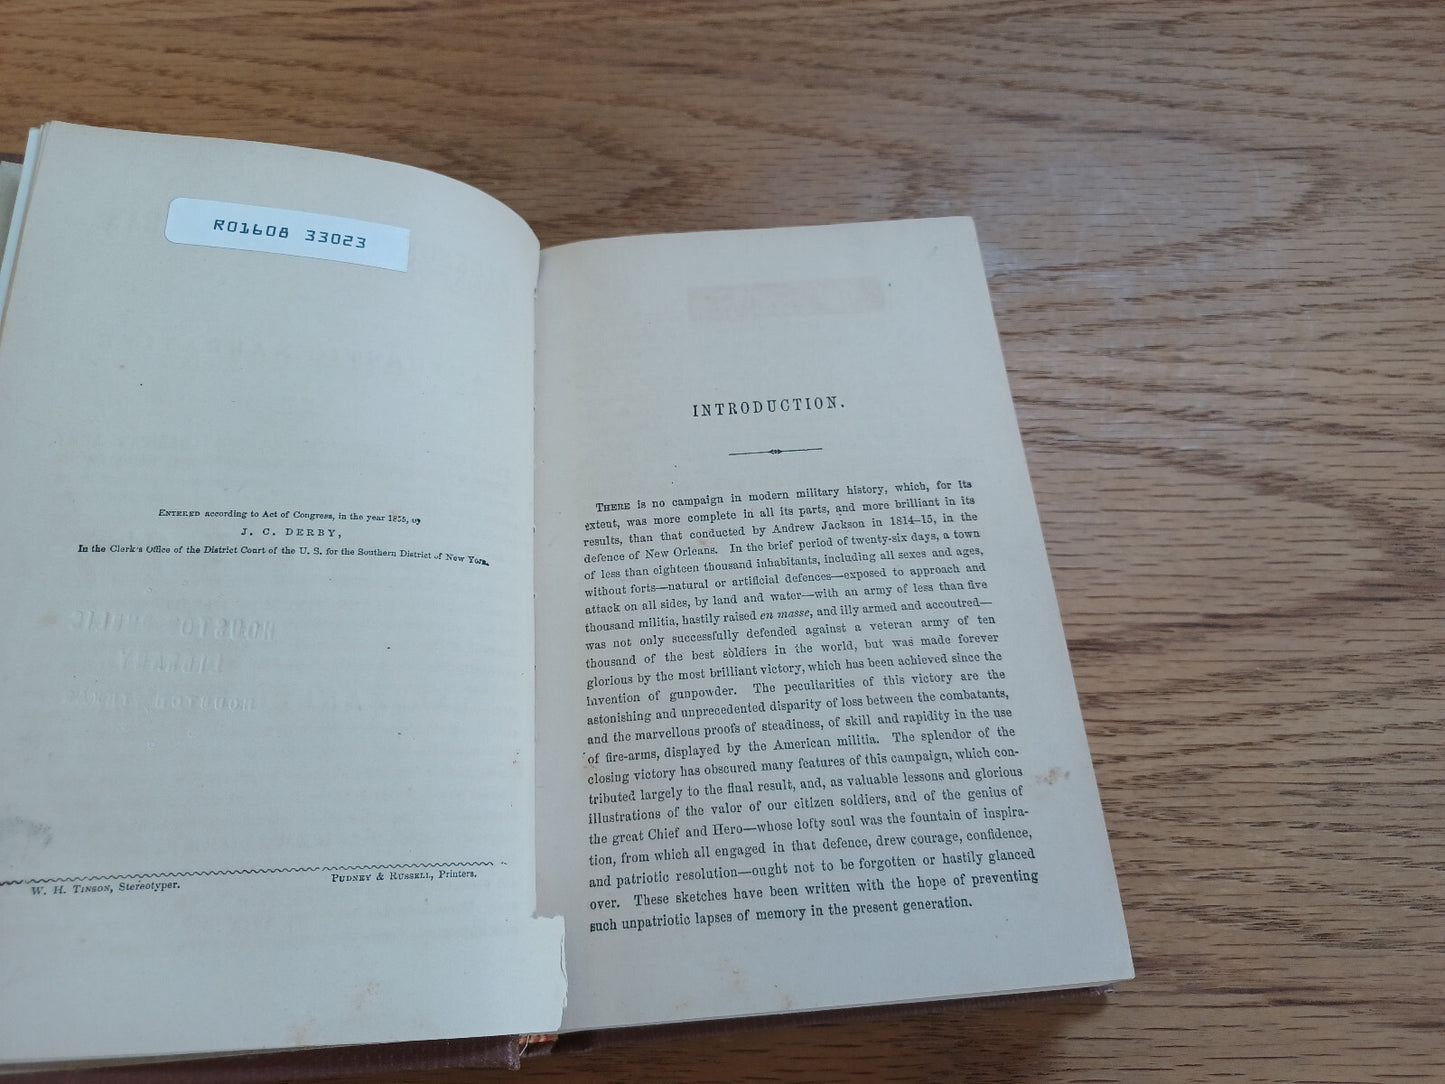 R01608 33023
ENTERED according to Act of Congress, in the year 1855, by
J. C. DERBY,
In the Clerk's Office of the District Court of the U. S. for the Southern District of New York.
W. H. TINSON, Stereotyper.
PUDNEY & RUSSELL, Printers.
INTRODUCTION.
THERE is no campaign in modern military history, which, for its
extent, was more complete in all its parts, and more brilliant in its
results, than that conducted by Andrew Jackson in 1814–15, in the
defence of New Orleans. In the brief period of twenty-six days, a town
of less than eighteen thousand inhabitants, including all sexes and ages,
without forts—natural or artificial defences—exposed to approach and
attack on all sides, by land and water—with an army of less than five
thousand militia, hastily raised en masse, and illy armed and accoutred—
was not only successfully defended against a veteran army of ten
thousand of the best soldiers in the world, but was made forever
glorious by the most brilliant victory, which has been achieved since the
invention of gunpowder. The peculiarities of this victory are the
astonishing and unprecedented disparity of loss between the combatants,
and the marvellous proofs of steadiness, of skill and rapidity in the use
of fire-arms, displayed by the American militia. The splendor of the
closing victory has obscured many features of this campaign, which con-
tributed largely to the final result, and, as valuable lessons and glorious
illustrations of the valor of our citizen soldiers, and of the genius of
the great Chief and Hero—whose lofty soul was the fountain of inspira-
tion, from which all engaged in that defence, drew courage, confidence,
and patriotic resolution—ought not to be forgotten or hastily glanced
over. These sketches have been written with the hope of preventing
such unpatriotic lapses of memory in the present generation.